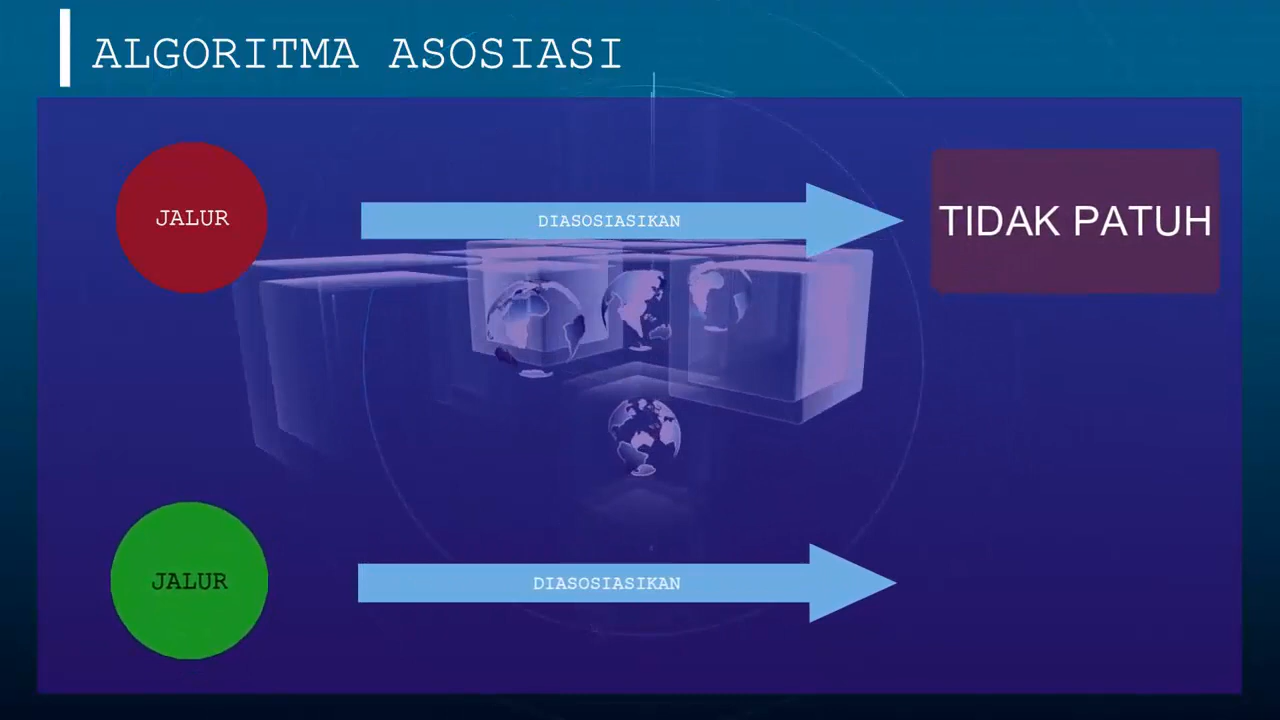 ALGORITMA ASOSIASI
JALUR
DIASOSIASIKAN
TIDAK PATUH
JALUR
DIASOSIASIKAN